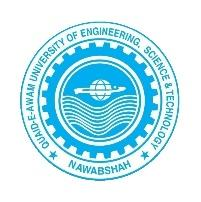 QUAID-E-AWAM UNIVERSITY OF ENGINEERING, SCIENCE & TECHNOLOGY
NAWABSHAH